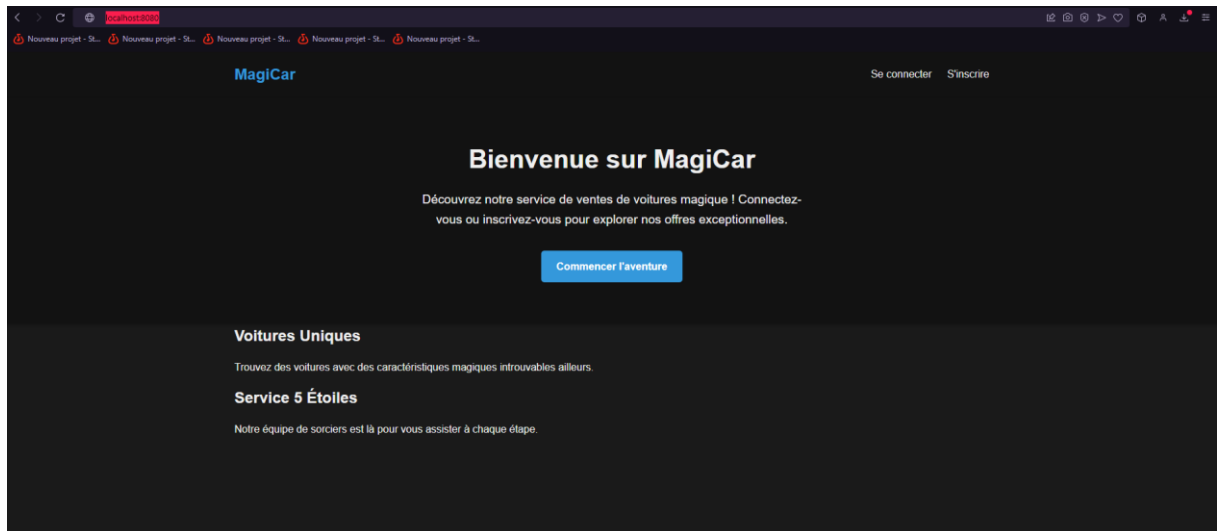 localhost:8080
Nouveau projet - St... Nouveau projet - St... Nouveau projet - St... Nouveau projet - St... Nouveau projet - St...
MagiCar Se connecter S'inscrire
Bienvenue sur MagiCar
Découvrez notre service de ventes de voitures magique ! Connectez-
vous ou inscrivez-vous pour explorer nos offres exceptionnelles.
Commencer l'aventure
Voitures Uniques
Trouvez des voitures avec des caractéristiques magiques introuvables ailleurs.
Service 5 Étoiles
Notre équipe de sorciers est là pour vous assister à chaque étape.